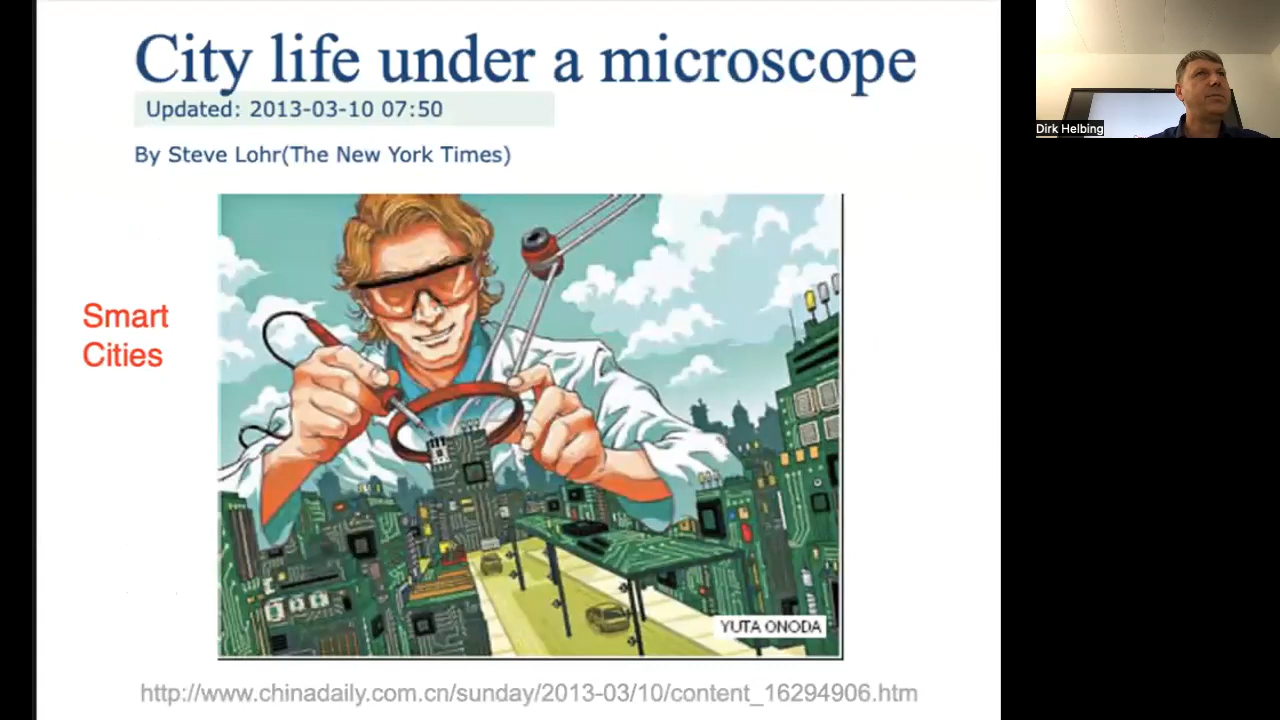 City life under a microscope
Updated: 2013-03-10 07:50
By Steve Lohr(The New York Times)
Smart
Cities
YUTA ONODA
http://www.chinadaily.com.cn/sunday/2013-03/10/content_16294906.htm
Dirk Helbing